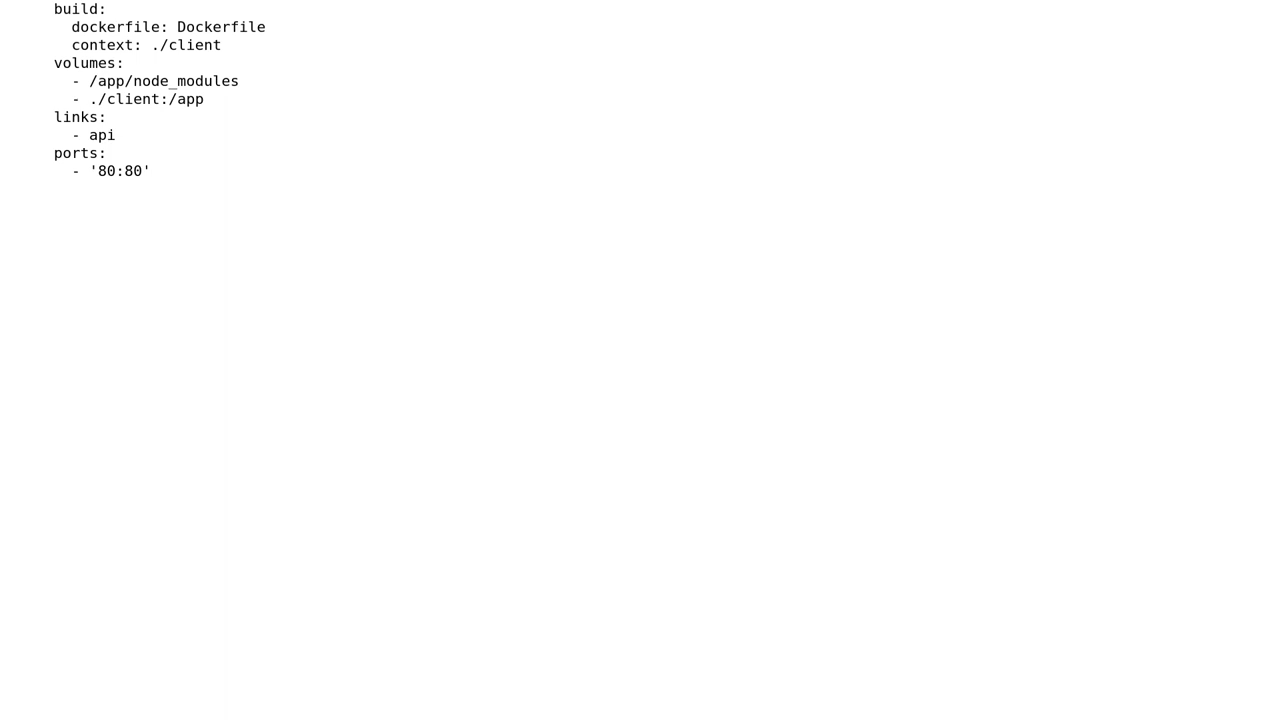 build:
  dockerfile: Dockerfile
  context: ./client
volumes:
  - /app/node_modules
  - ./client:/app
links:
  - api
ports:
  - '80:80'